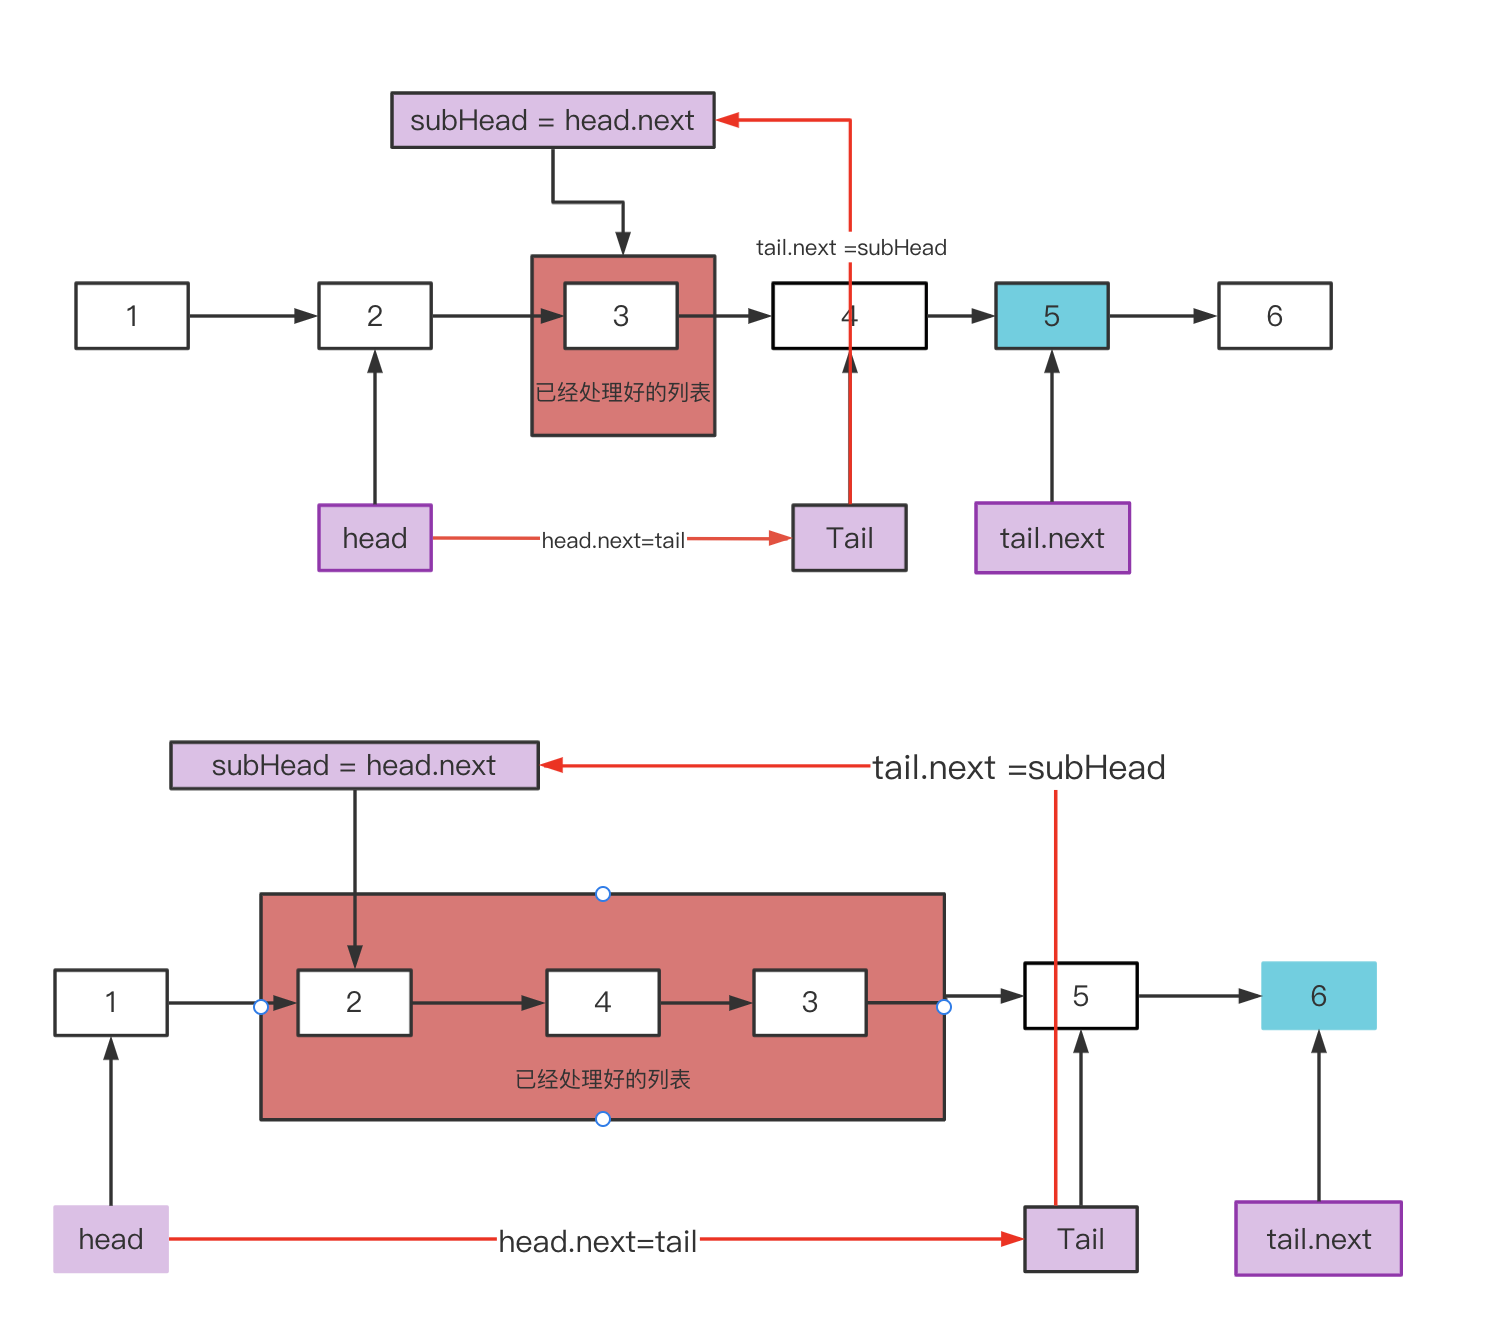 subHead = head.next
tail.next =subHead
1
2
3
4
5
6
已经处理好的列表
head
head.next=tail
Tail
tail.next
subHead = head.next
tail.next =subHead
1
2
4
3
5
6
已经处理好的列表
head
head.next=tail
Tail
tail.next